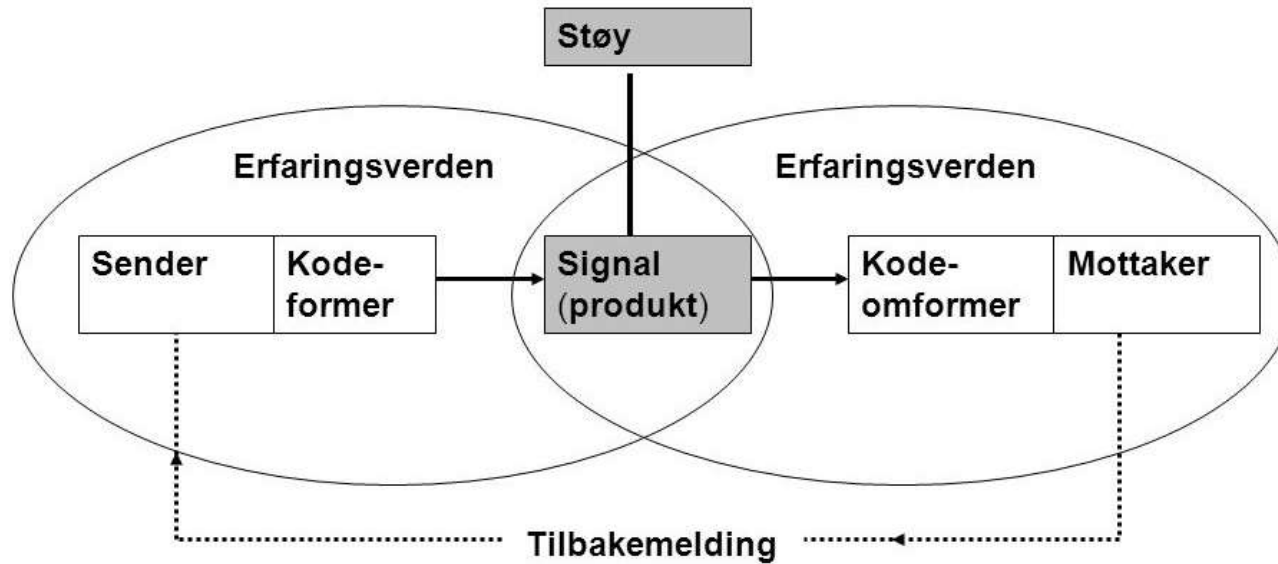 Støy
Erfaringsverden
Erfaringsverden
Sender
Kode-
former
Signal
(produkt)
Kode-
omformer
Mottaker
Tilbakemelding